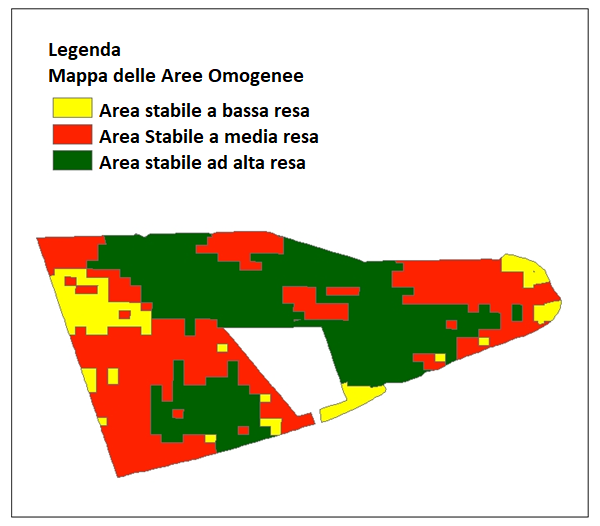 Legenda
Mappa delle Aree Omogenee
Area stabile a bassa resa
Area Stabile a media resa
Area stabile ad alta resa